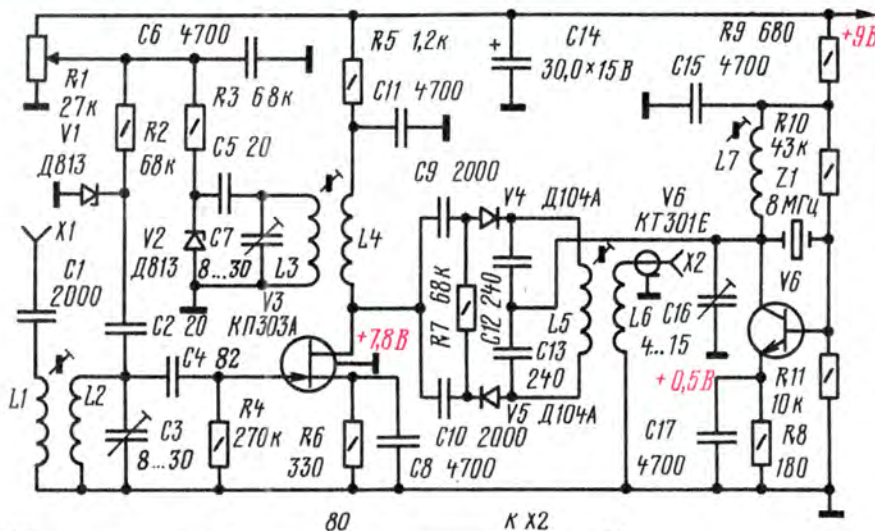 C6 4700
R1
27к
V1
Д813
R2
68к
R3 68к
C5 20
V2
Д813
C7
8...30
L3
X1
C1
2000
L1
L2
C2 20
C4 82
C3
8...30
R4
270к
V3
КП303А
R5 1,2к
C11 4700
L4
+7,8В
R6
330
C8 4700
C9 2000
R7 68к
C10 2000
V4
Д104А
C12 240
C13
240
V5 Д104А
L5
L6
X2
C14
30,0×15В
C15 4700
R9 680
+9В
L7
R10
43к
Z1
8 МГц
V6
КТ301Е
V6
C16
4...15
+0,5В
R11
10к
C17
4700
R8
180
80
К X2